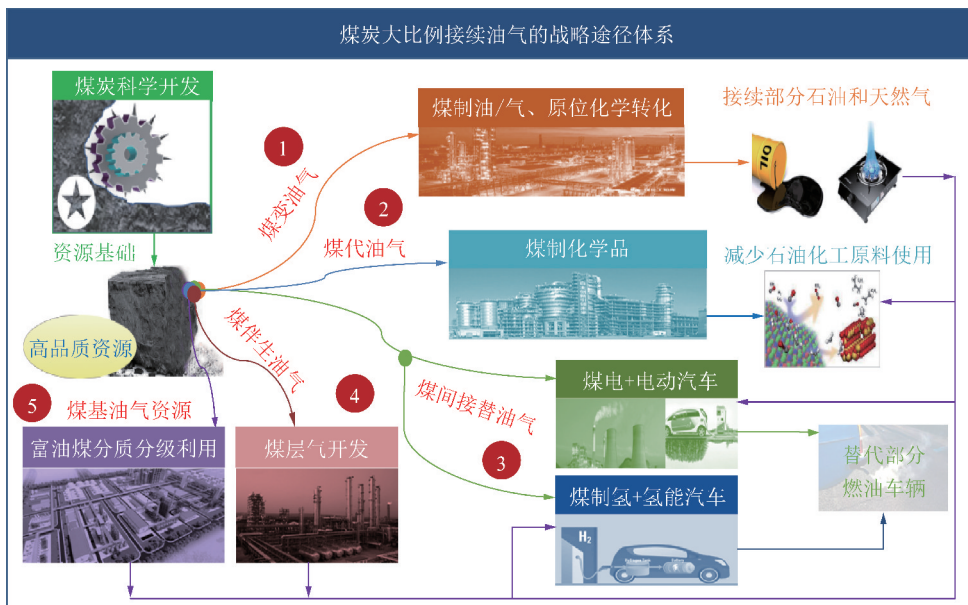 煤炭大比例接续油气的战略途径体系
煤炭科学开发
资源基础
高品质资源
1
煤变油气
煤制油/气、原位化学转化
接续部分石油和天然气
OIL
2
煤代油气
煤制化学品
减少石油化工原料使用
煤伴生油气
煤间接替油气
3
煤电+电动汽车
煤制氢+氢能汽车
H2
替代部分
燃油车辆
4
煤层气开发
5
煤基油气资源
富油煤分质分级利用